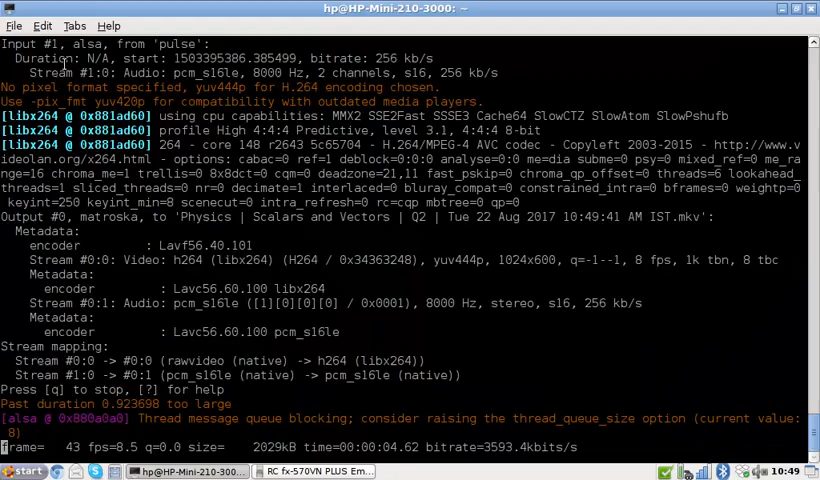 hp@HP-Mini-210-3000: ~
File Edit Tabs Help
Input #1, alsa, from 'pulse':
Duration: N/A, start: 1503395386.385499, bitrate: 256 kb/s
Stream #1:0: Audio: pcm_s16le, 8000 Hz, 2 channels, s16, 256 kb/s
No pixel format specified, yuv444p for H.264 encoding chosen.
Use -pix_fmt yuv420p for compatibility with outdated media players.
[libx264 @ 0x881ad60] using cpu capabilities: MMX2 SSE2Fast SSSE3 Cache64 SlowCTZ SlowAtom SlowPshufb
[libx264 @ 0x881ad60] profile High 4:4:4 Predictive, level 3.1, 4:4:4 8-bit
[libx264 @ 0x881ad60] 264 - core 148 r2643 5c65704 - H.264/MPEG-4 AVC codec - Copyleft 2003-2015 - http://www.v
ideolan.org/x264.html - options: cabac=0 ref=1 deblock=0:0:0 analyse=0:0 me=dia subme=0 psy=0 mixed_ref=0 me_ra
nge=16 chroma_me=1 trellis=0 8x8dct=0 cqm=0 deadzone=21,11 fast_pskip=0 chroma_qp_offset=0 threads=6 lookahead_
threads=1 sliced_threads=0 nr=0 decimate=1 interlaced=0 bluray_compat=0 constrained_intra=0 bframes=0 weightp=0
keyint=250 keyint_min=8 scenecut=0 intra_refresh=0 rc=cqp mbtree=0 qp=0
Output #0, matroska, to 'Physics | Scalars and Vectors | Q2 | Tue 22 Aug 2017 10:49:41 AM IST.mkv':
Metadata:
encoder : Lavf56.40.101
Stream #0:0: Video: h264 (libx264) (H264 / 0x34363248), yuv444p, 1024x600, q=-1--1, 8 fps, 1k tbn, 8 tbc
Metadata:
encoder : Lavc56.60.100 libx264
Stream #0:1: Audio: pcm_s16le ([1][0][0][0] / 0x0001), 8000 Hz, stereo, s16, 256 kb/s
Metadata:
encoder : Lavc56.60.100 pcm_s16le
Stream mapping:
Stream #0:0 -> #0:0 (rawvideo (native) -> h264 (libx264))
Stream #1:0 -> #0:1 (pcm_s16le (native) -> pcm_s16le (native))
Press [q] to stop, [?] for help
Past duration 0.923698 too large
[alsa @ 0x880a0a0] Thread message queue blocking; consider raising the thread_queue_size option (current value:
8)
frame= 43 fps=8.5 q=0.0 size= 2029kB time=00:00:04.62 bitrate=3593.4kbits/s
start hp@HP-Mini-210-300... RC fx-570VN PLUS Em... 10:49